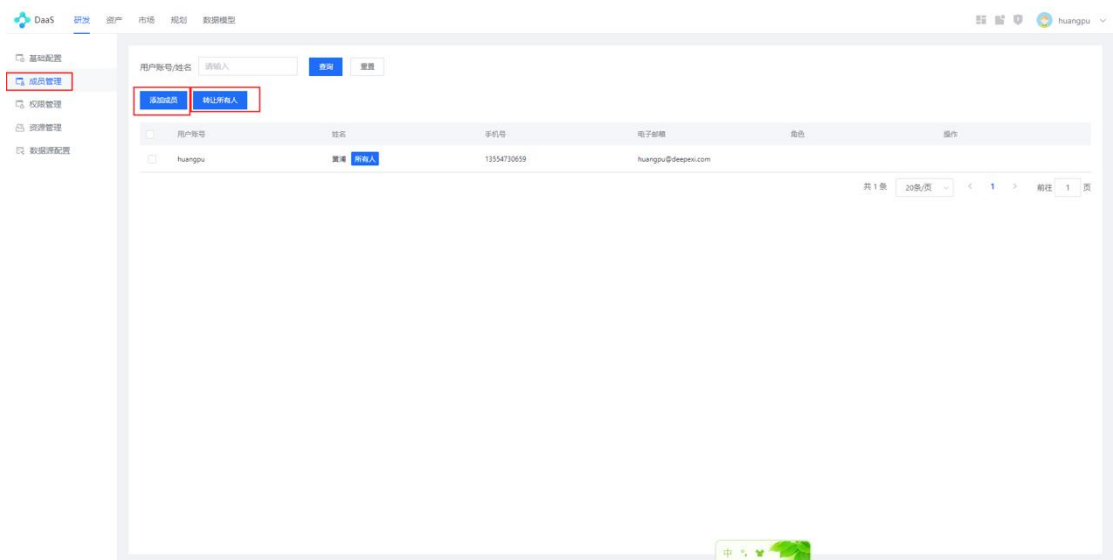 DaaS 研发 资产 市场 规划 数据模型 huangpu
基础配置
成员管理
权限管理
资源管理
数据源配置
用户账号/姓名 请输入 查询 重置
添加成员 转让所有人
用户账号 姓名 手机号 电子邮箱 角色 操作
huangpu 黄浦 所有人 13554730659 huangpu@deepexi.com
共 1 条 20条/页 < 1 > 前往 1 页
中